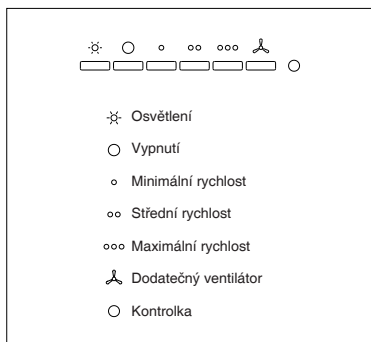 Osvětlení
Vypnutí
Minimální rychlost
Střední rychlost
Maximální rychlost
Dodatečný ventilátor
Kontrolka